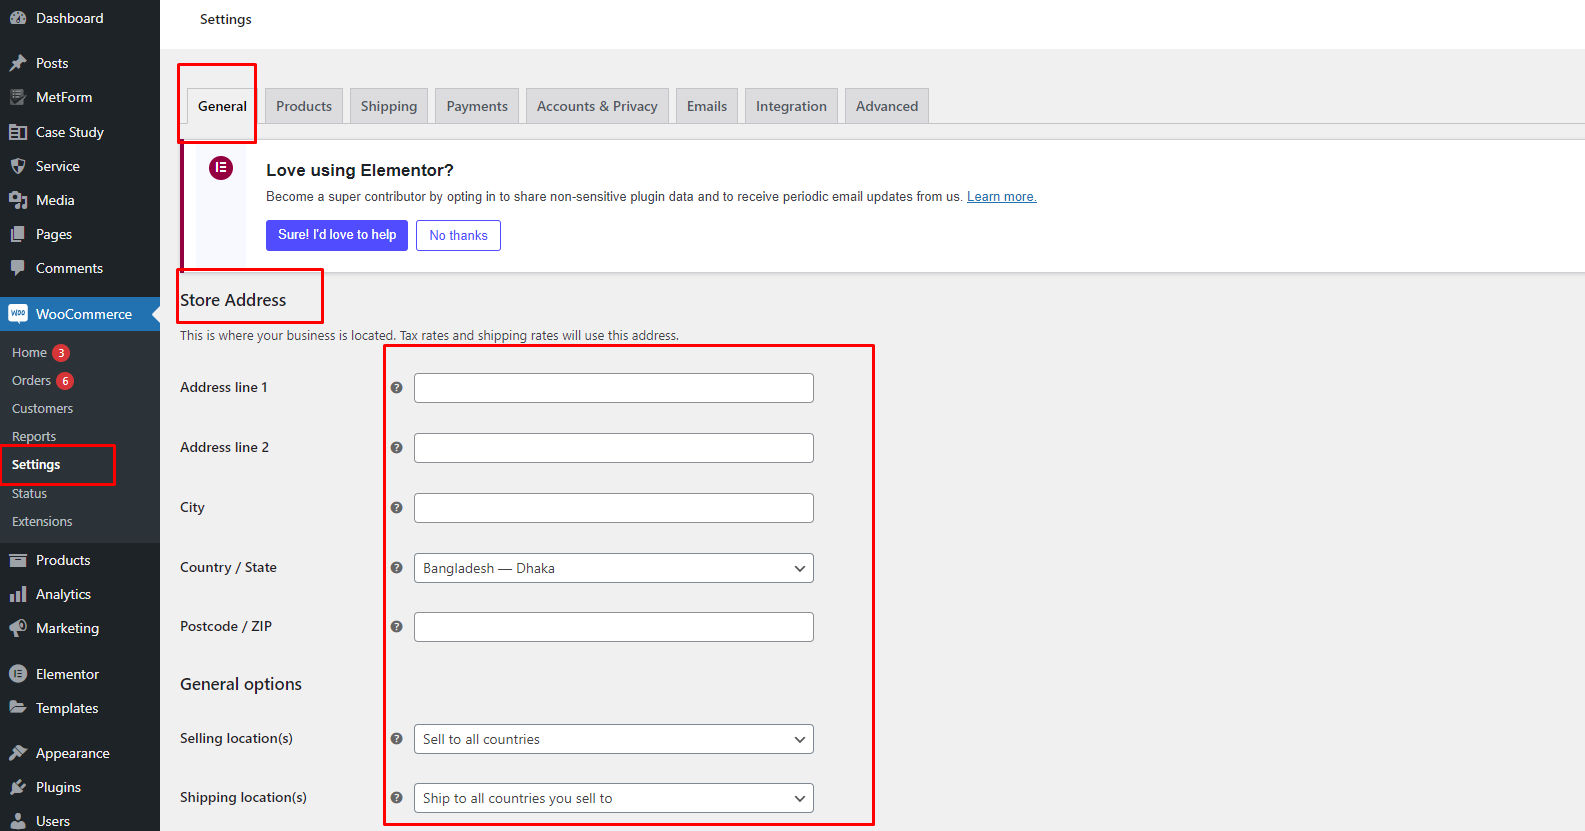 Dashboard
Posts
MetForm
Case Study
Service
Media
Pages
Comments
woo WooCommerce
Home 3
Orders 6
Customers
Reports
Settings
Status
Extensions
Products
Analytics
Marketing
Elementor
Templates
Appearance
Plugins
Users
Settings
General Products Shipping Payments Accounts & Privacy Emails Integration Advanced
Love using Elementor?
Become a super contributor by opting in to share non-sensitive plugin data and to receive periodic email updates from us. Learn more.
Sure! I'd love to help No thanks
Store Address
This is where your business is located. Tax rates and shipping rates will use this address.
Address line 1 ?
Address line 2 ?
City ?
Country / State ? Bangladesh — Dhaka
Postcode / ZIP ?
General options
Selling location(s) ? Sell to all countries
Shipping location(s) ? Ship to all countries you sell to